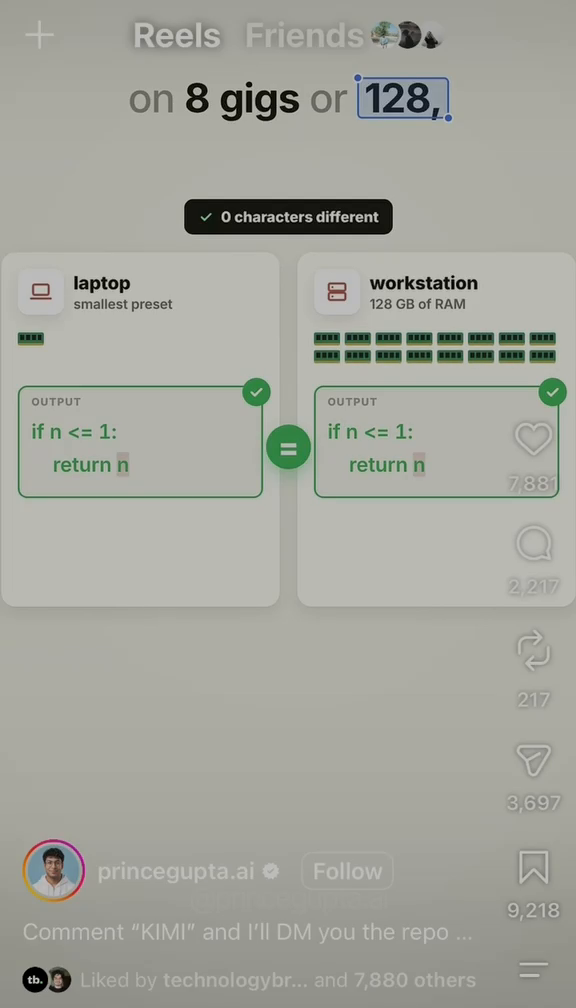 Reels Friends
on 8 gigs or 128,
0 characters different
laptop
smallest preset
workstation
128 GB of RAM
OUTPUT
if n <= 1:
return n
=
OUTPUT
if n <= 1:
return n
7,881
2,217
217
3,697
9,218
princegupta.ai Follow
@princegupta.ai
Comment “KIMI” and I’ll DM you the repo ...
tb. Liked by technologybr... and 7,880 others